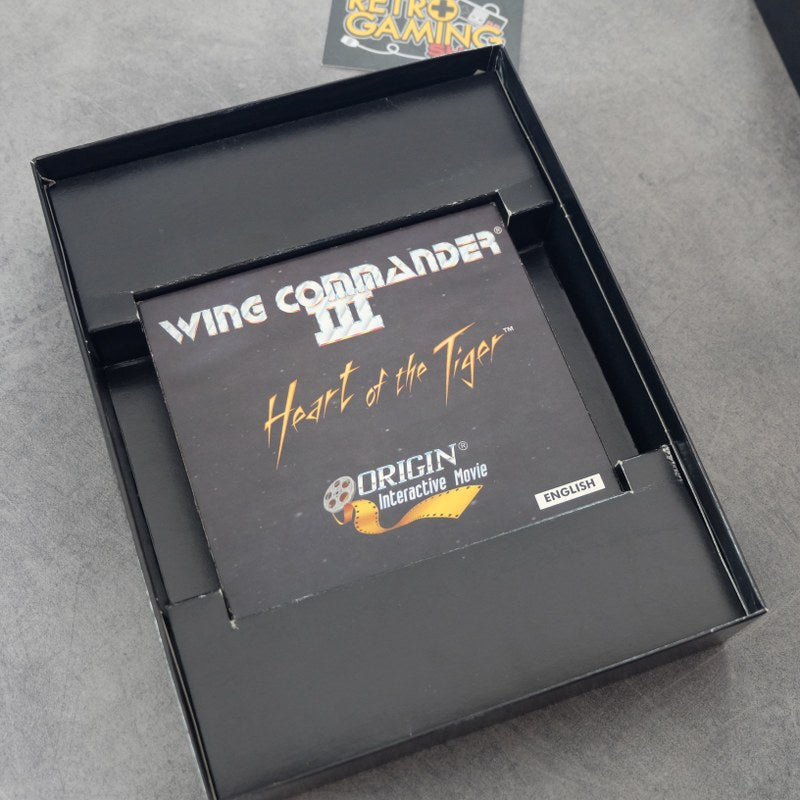 RETRO
GAMING
WING COMMANDER®
III
Heart of the Tiger™
ORIGIN®
Interactive Movie
ENGLISH